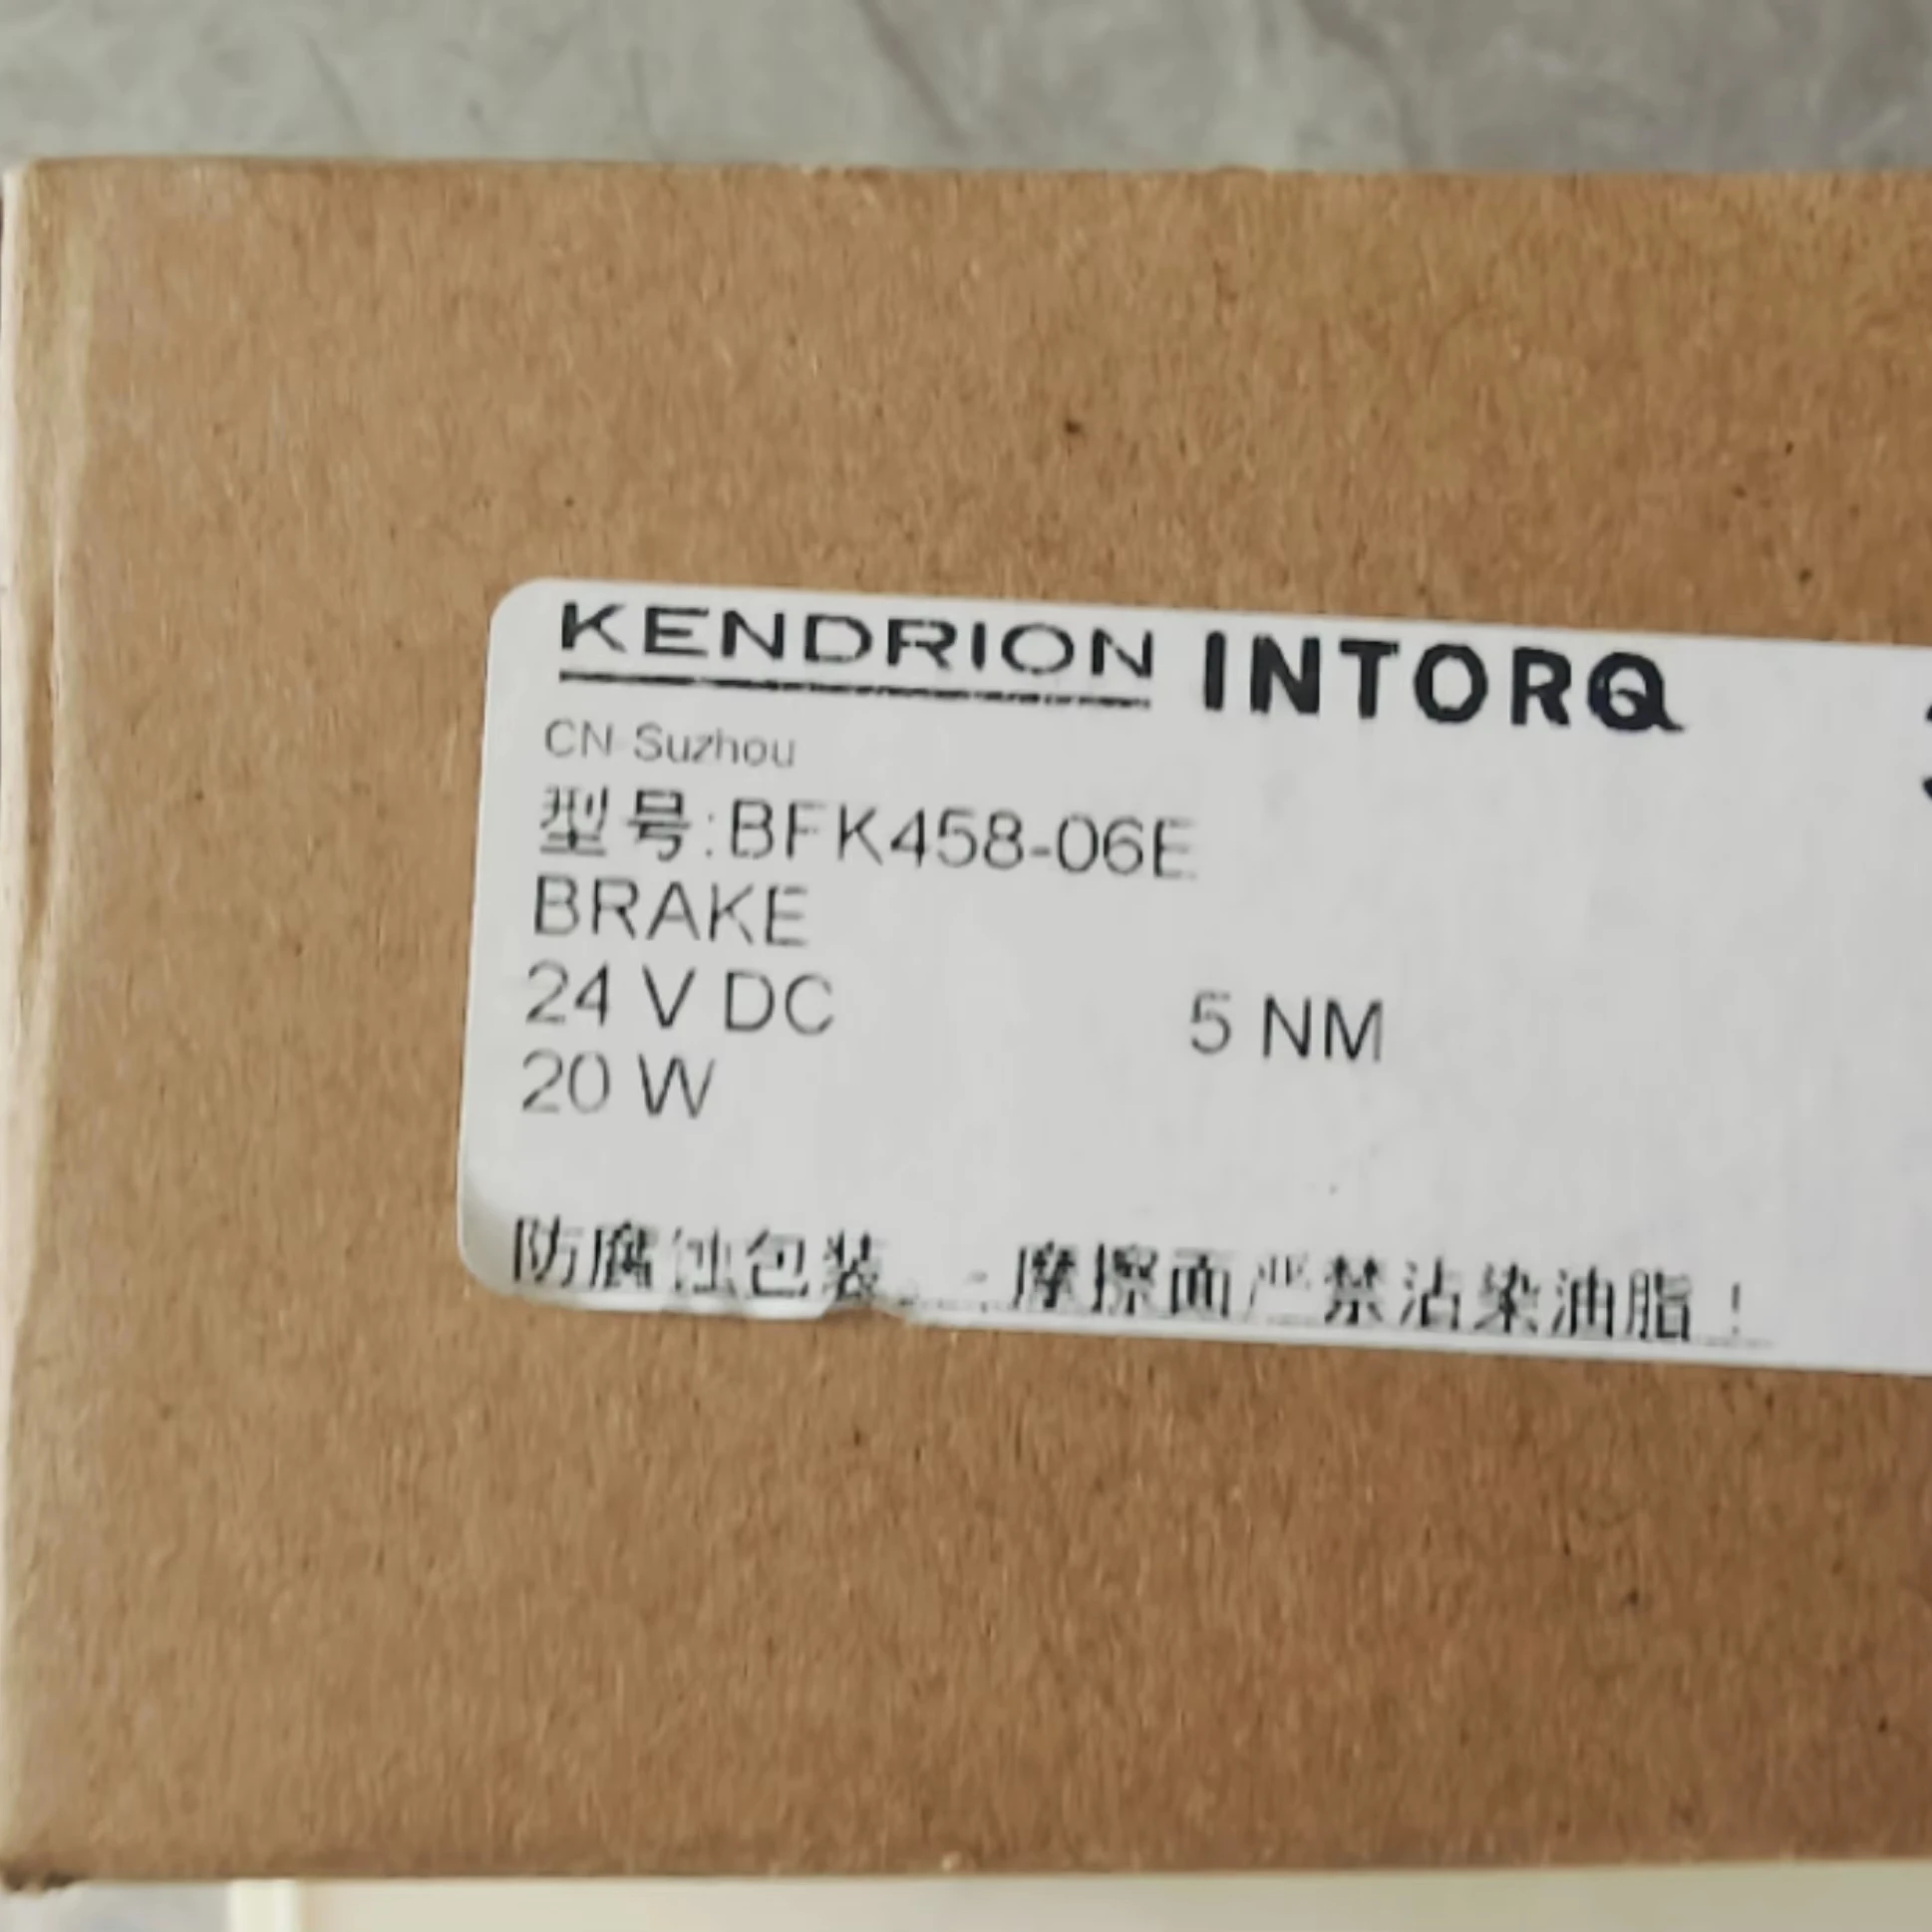 KENDRION INTORQ
CN-Suzhou
型号:BFK458-06E
BRAKE
24 V DC 5 NM
20 W
防腐蚀包装 - 摩擦面严禁沾染油脂！